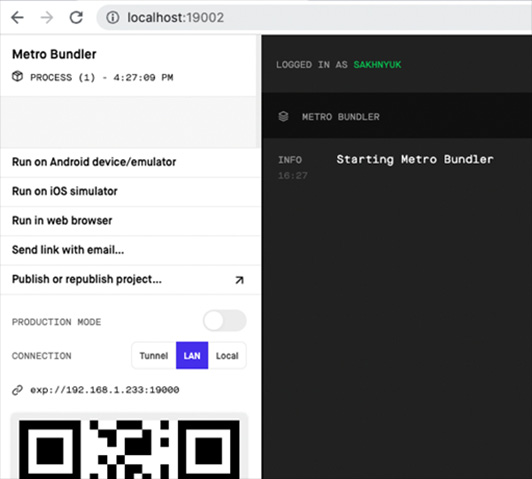 localhost:19002
Metro Bundler
PROCESS (1) - 4:27:09 PM
Run on Android device/emulator
Run on iOS simulator
Run in web browser
Send link with email...
Publish or republish project...
PRODUCTION MODE
CONNECTION
Tunnel LAN Local
exp://192.168.1.233:19000
LOGGED IN AS SAKHNYUK
METRO BUNDLER
INFO Starting Metro Bundler
16:27